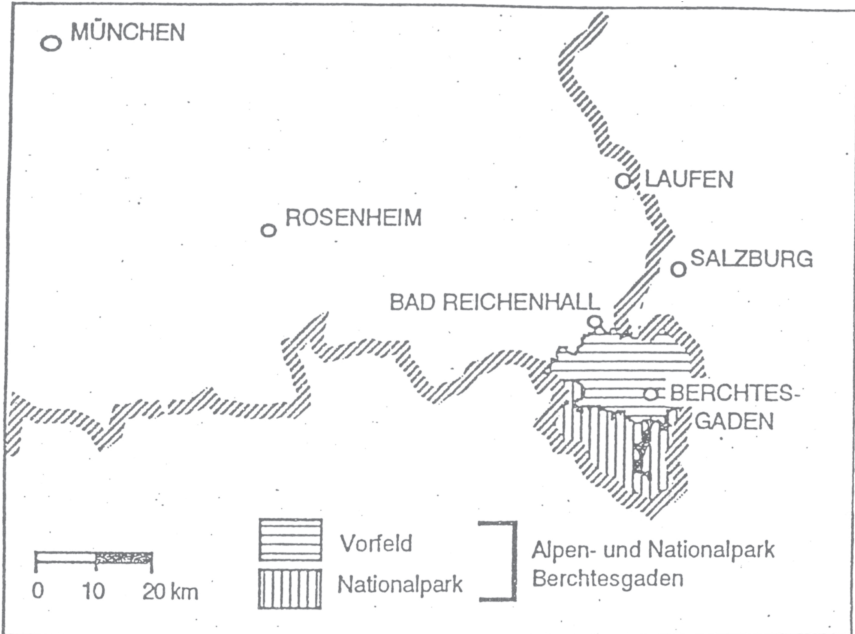 MÜNCHEN
LAUFEN
ROSENHEIM
SALZBURG
BAD REICHENHALL
BERCHTES-
GADEN
Vorfeld
Nationalpark
Alpen- und Nationalpark
Berchtesgaden
0 10 20 km